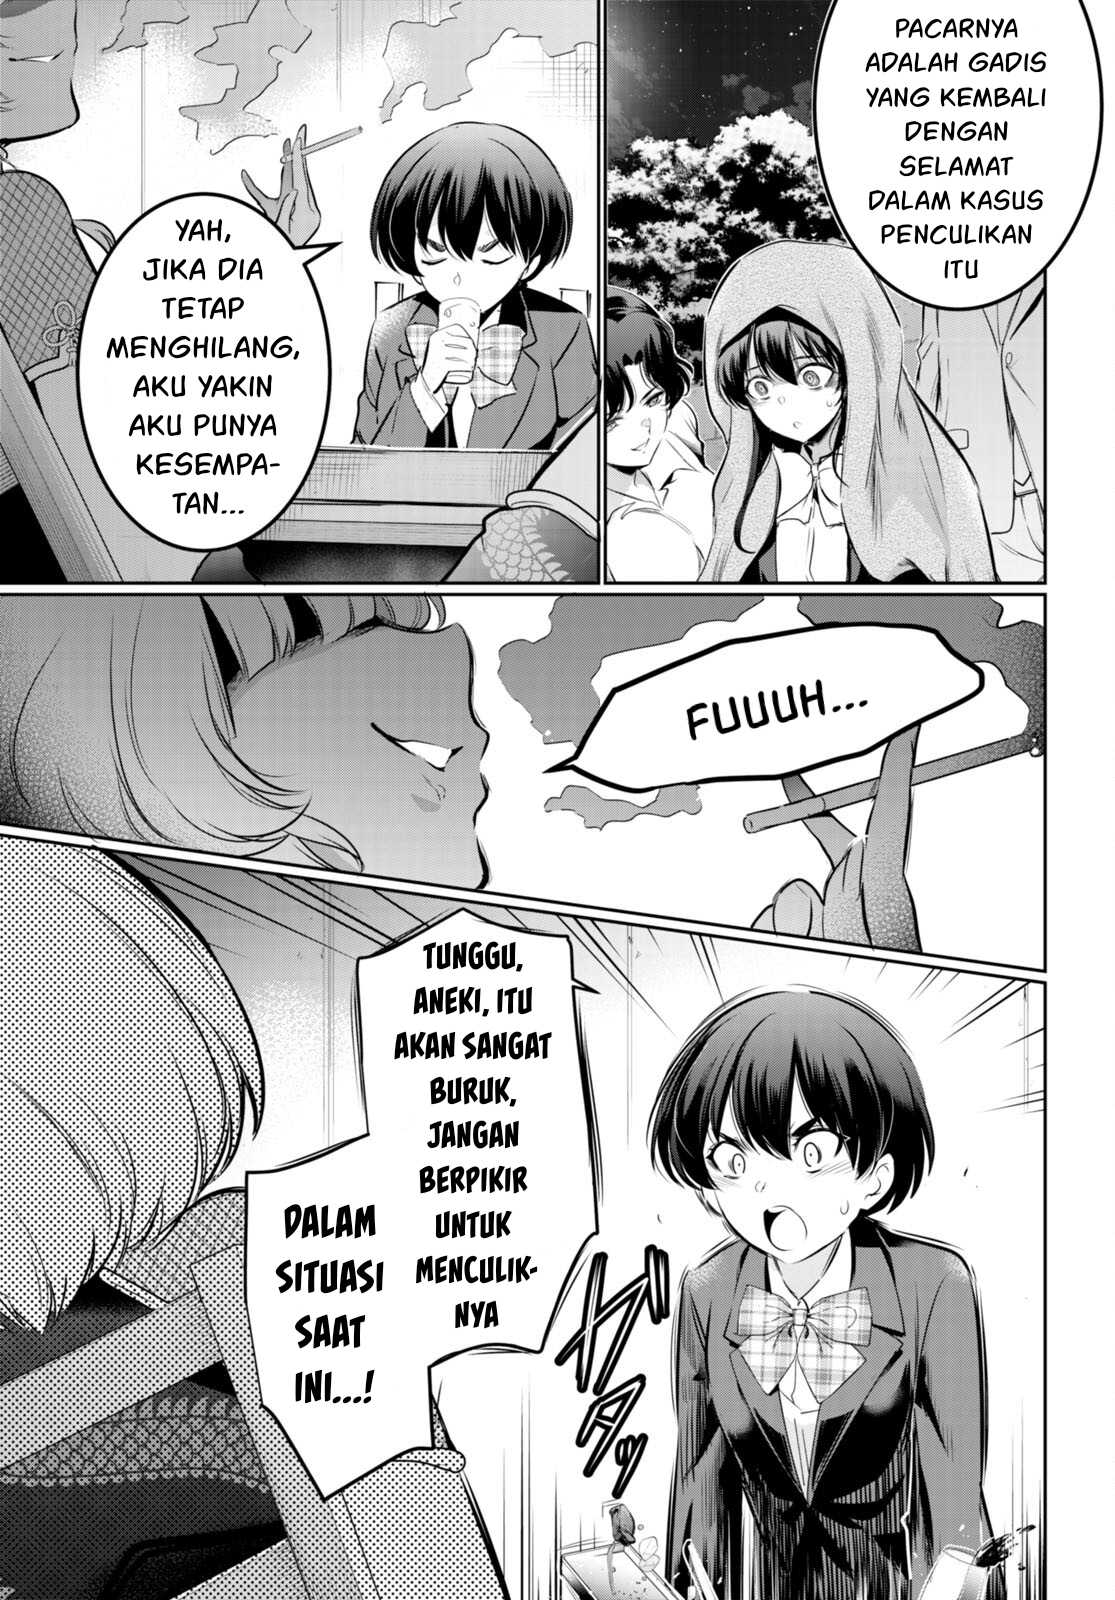 PACARNYA
ADALAH GADIS
YANG KEMBALI
DENGAN
SELAMAT
DALAM KASUS
PENCULIKAN
ITU
YAH,
JIKA DIA
TETAP
MENGHILANG,
AKU YAKIN
AKU PUNYA
KESEMPA-
TAN...
FUUUH...
TUNGGU,
ANEKI, ITU
AKAN SANGAT
BURUK,
JANGAN
BERPIKIR
UNTUK
MENCULIK-
NYA
DALAM
SITUASI
SAAT
INI...!